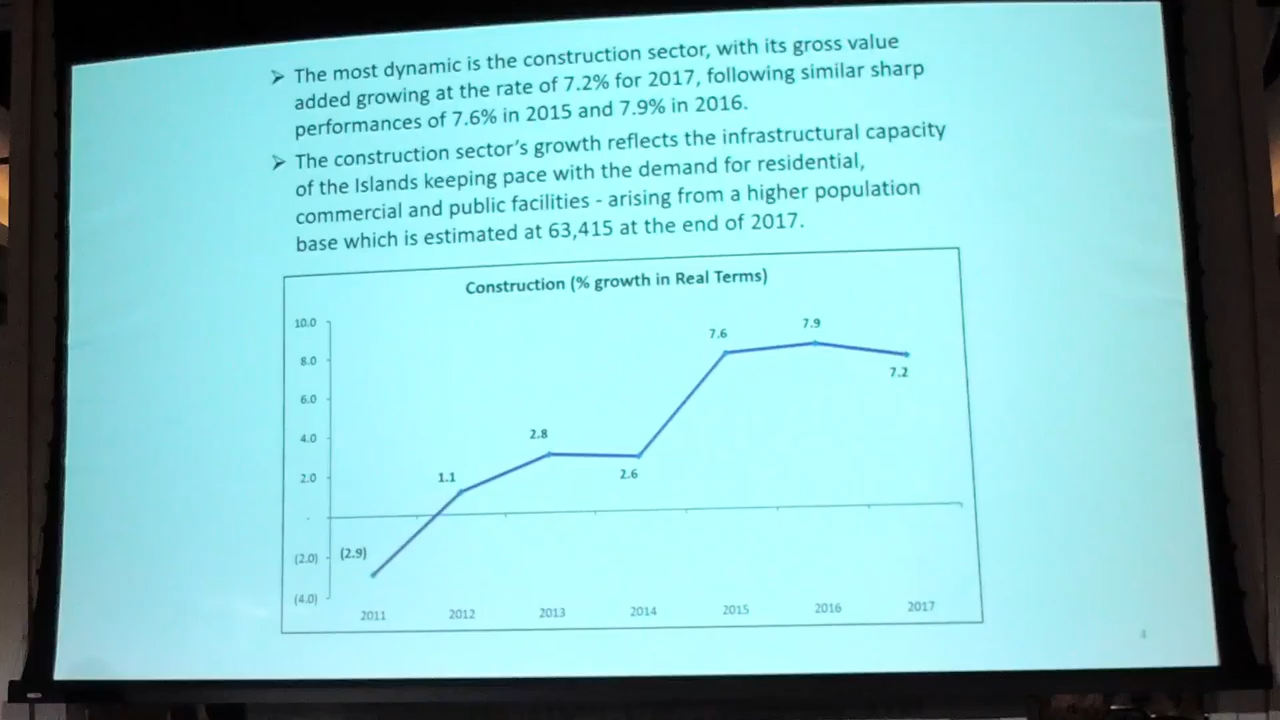 ➢ The most dynamic is the construction sector, with its gross value
added growing at the rate of 7.2% for 2017, following similar sharp
performances of 7.6% in 2015 and 7.9% in 2016.
➢ The construction sector's growth reflects the infrastructural capacity
of the Islands keeping pace with the demand for residential,
commercial and public facilities - arising from a higher population
base which is estimated at 63,415 at the end of 2017.
Construction (% growth in Real Terms)
10.0
8.0
6.0
4.0
2.0
-
(2.0)
(4.0)
(2.9)
1.1
2.8
2.6
7.6
7.9
7.2
2011 2012 2013 2014 2015 2016 2017
4